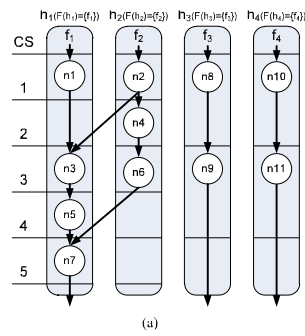 h1(F(h1)={f1}) h2(F(h2)={f2}) h3(F(h3)={f3}) h4(F(h4)={f4})
CS f1 f2 f3 f4
1 n1 n2 n8 n10
n4
2
3 n3 n6 n9 n11
n5
4
n7
5
(a)